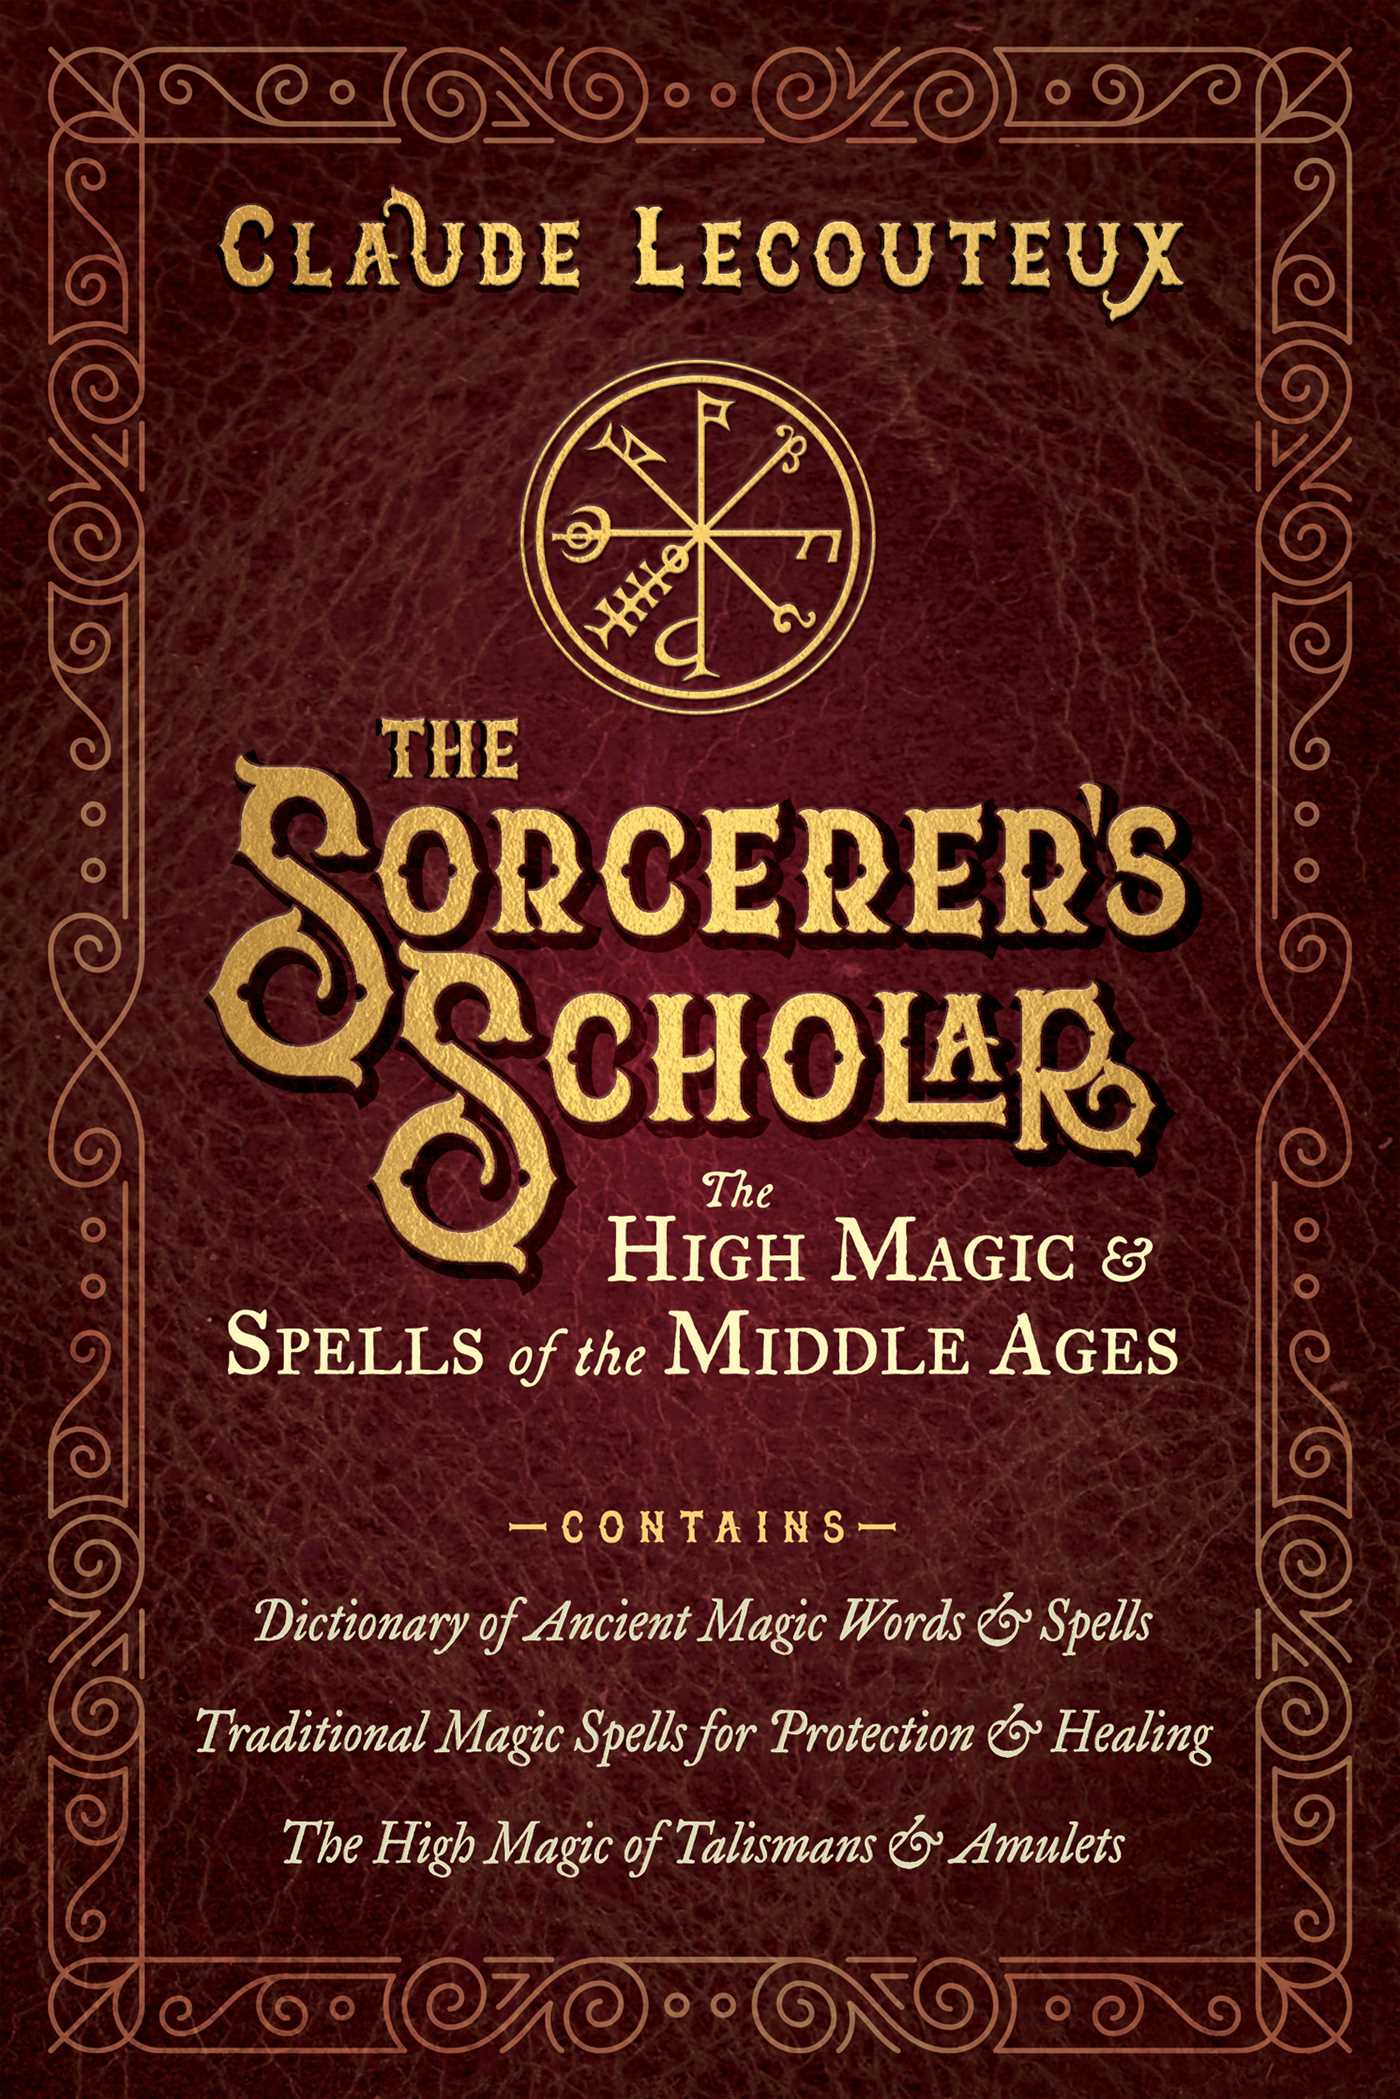 CLAUDE LECOUTEUX
THE
SORCERER'S
SCHOLAR
The
HIGH MAGIC &
SPELLS of the MIDDLE AGES
—CONTAINS—
Dictionary of Ancient Magic Words & Spells
Traditional Magic Spells for Protection & Healing
The High Magic of Talismans & Amulets